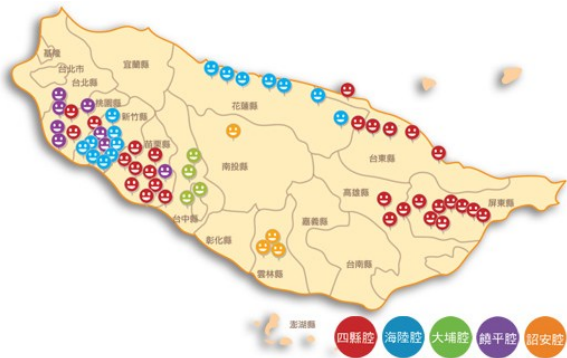 基隆
台北市
宜蘭縣
台北縣
桃園縣
新竹縣
花蓮縣
苗栗縣
台東縣
南投縣
高雄縣
屏東縣
台中縣
嘉義縣
彰化縣
台南縣
雲林縣
澎湖縣
四縣腔 海陸腔 大埔腔 饒平腔 詔安腔